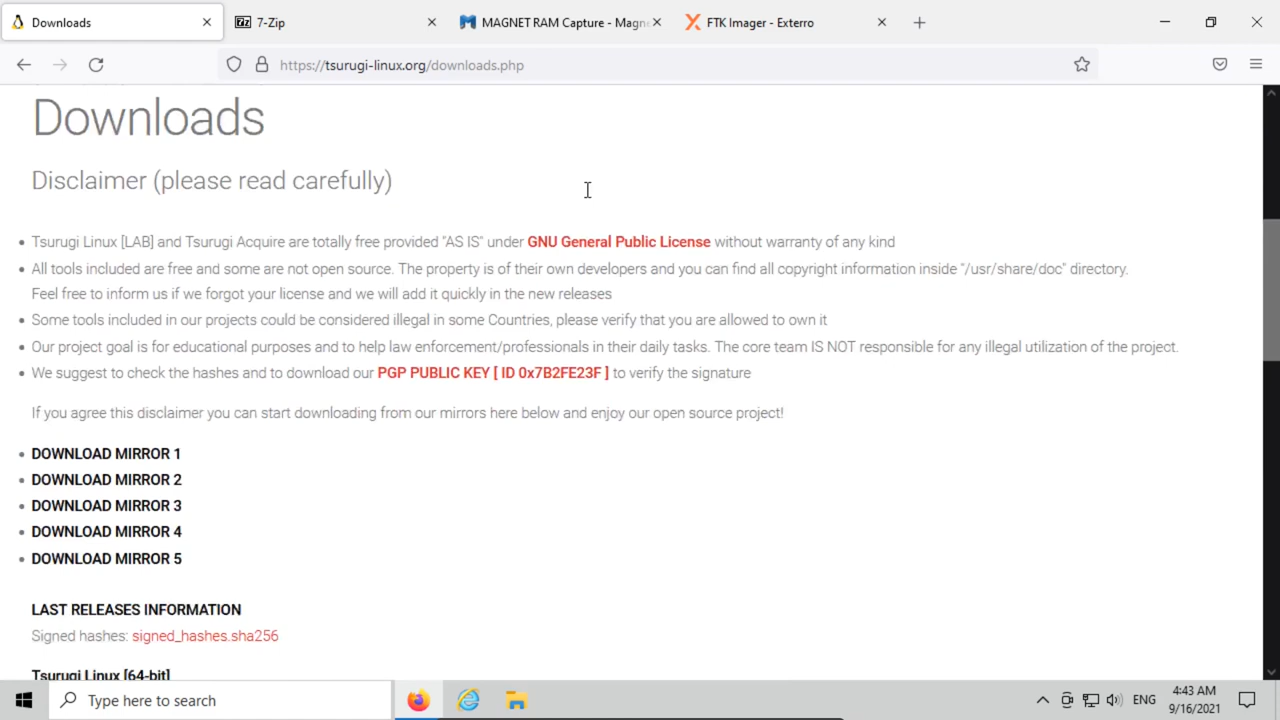 Downloads
7-Zip
MAGNET RAM Capture - Magne
FTK Imager - Exterro
https://tsurugi-linux.org/downloads.php
Downloads
Disclaimer (please read carefully)
Tsurugi Linux [LAB] and Tsurugi Acquire are totally free provided "AS IS" under GNU General Public License without warranty of any kind
All tools included are free and some are not open source. The property is of their own developers and you can find all copyright information inside "/usr/share/doc" directory.
Feel free to inform us if we forgot your license and we will add it quickly in the new releases
Some tools included in our projects could be considered illegal in some Countries, please verify that you are allowed to own it
Our project goal is for educational purposes and to help law enforcement/professionals in their daily tasks. The core team IS NOT responsible for any illegal utilization of the project.
We suggest to check the hashes and to download our PGP PUBLIC KEY [ ID 0x7B2FE23F ] to verify the signature
If you agree this disclaimer you can start downloading from our mirrors here below and enjoy our open source project!
DOWNLOAD MIRROR 1
DOWNLOAD MIRROR 2
DOWNLOAD MIRROR 3
DOWNLOAD MIRROR 4
DOWNLOAD MIRROR 5
LAST RELEASES INFORMATION
Signed hashes: signed_hashes.sha256
Tsurugi Linux [64-bit]
Type here to search
ENG
4:43 AM
9/16/2021